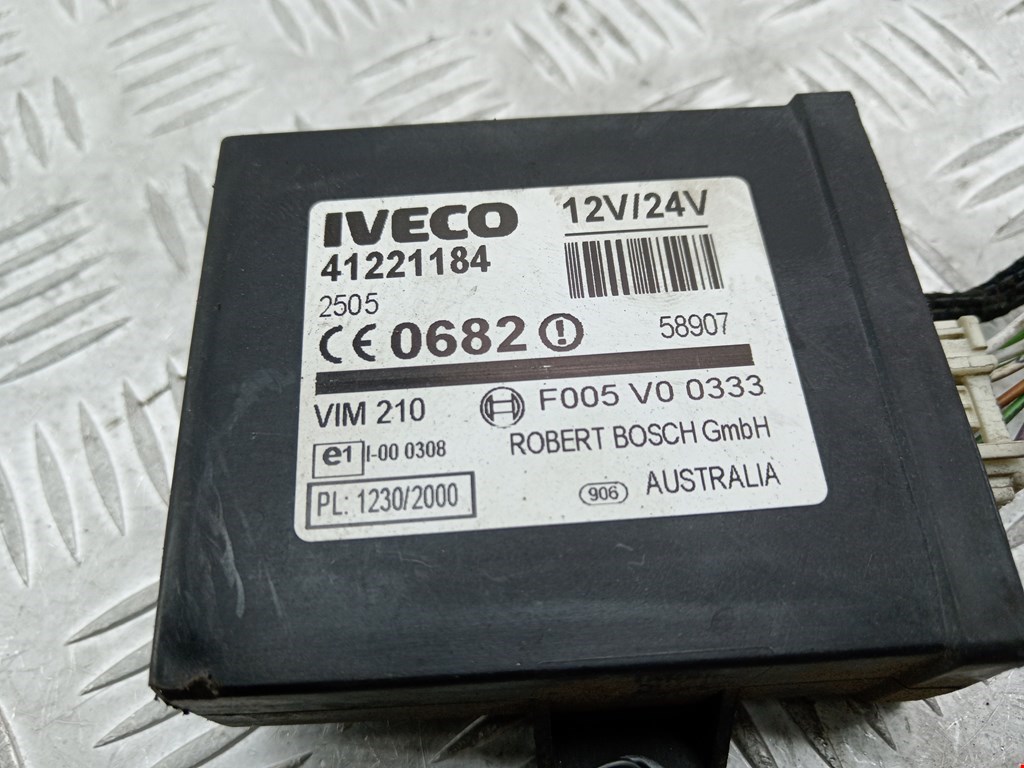 IVECO 12V/24V
41221184
2505
CE 0682 ! 58907
VIM 210 F005 V0 0333
e1 I-00 0308 ROBERT BOSCH GmbH
PL: 1230/2000 906 AUSTRALIA